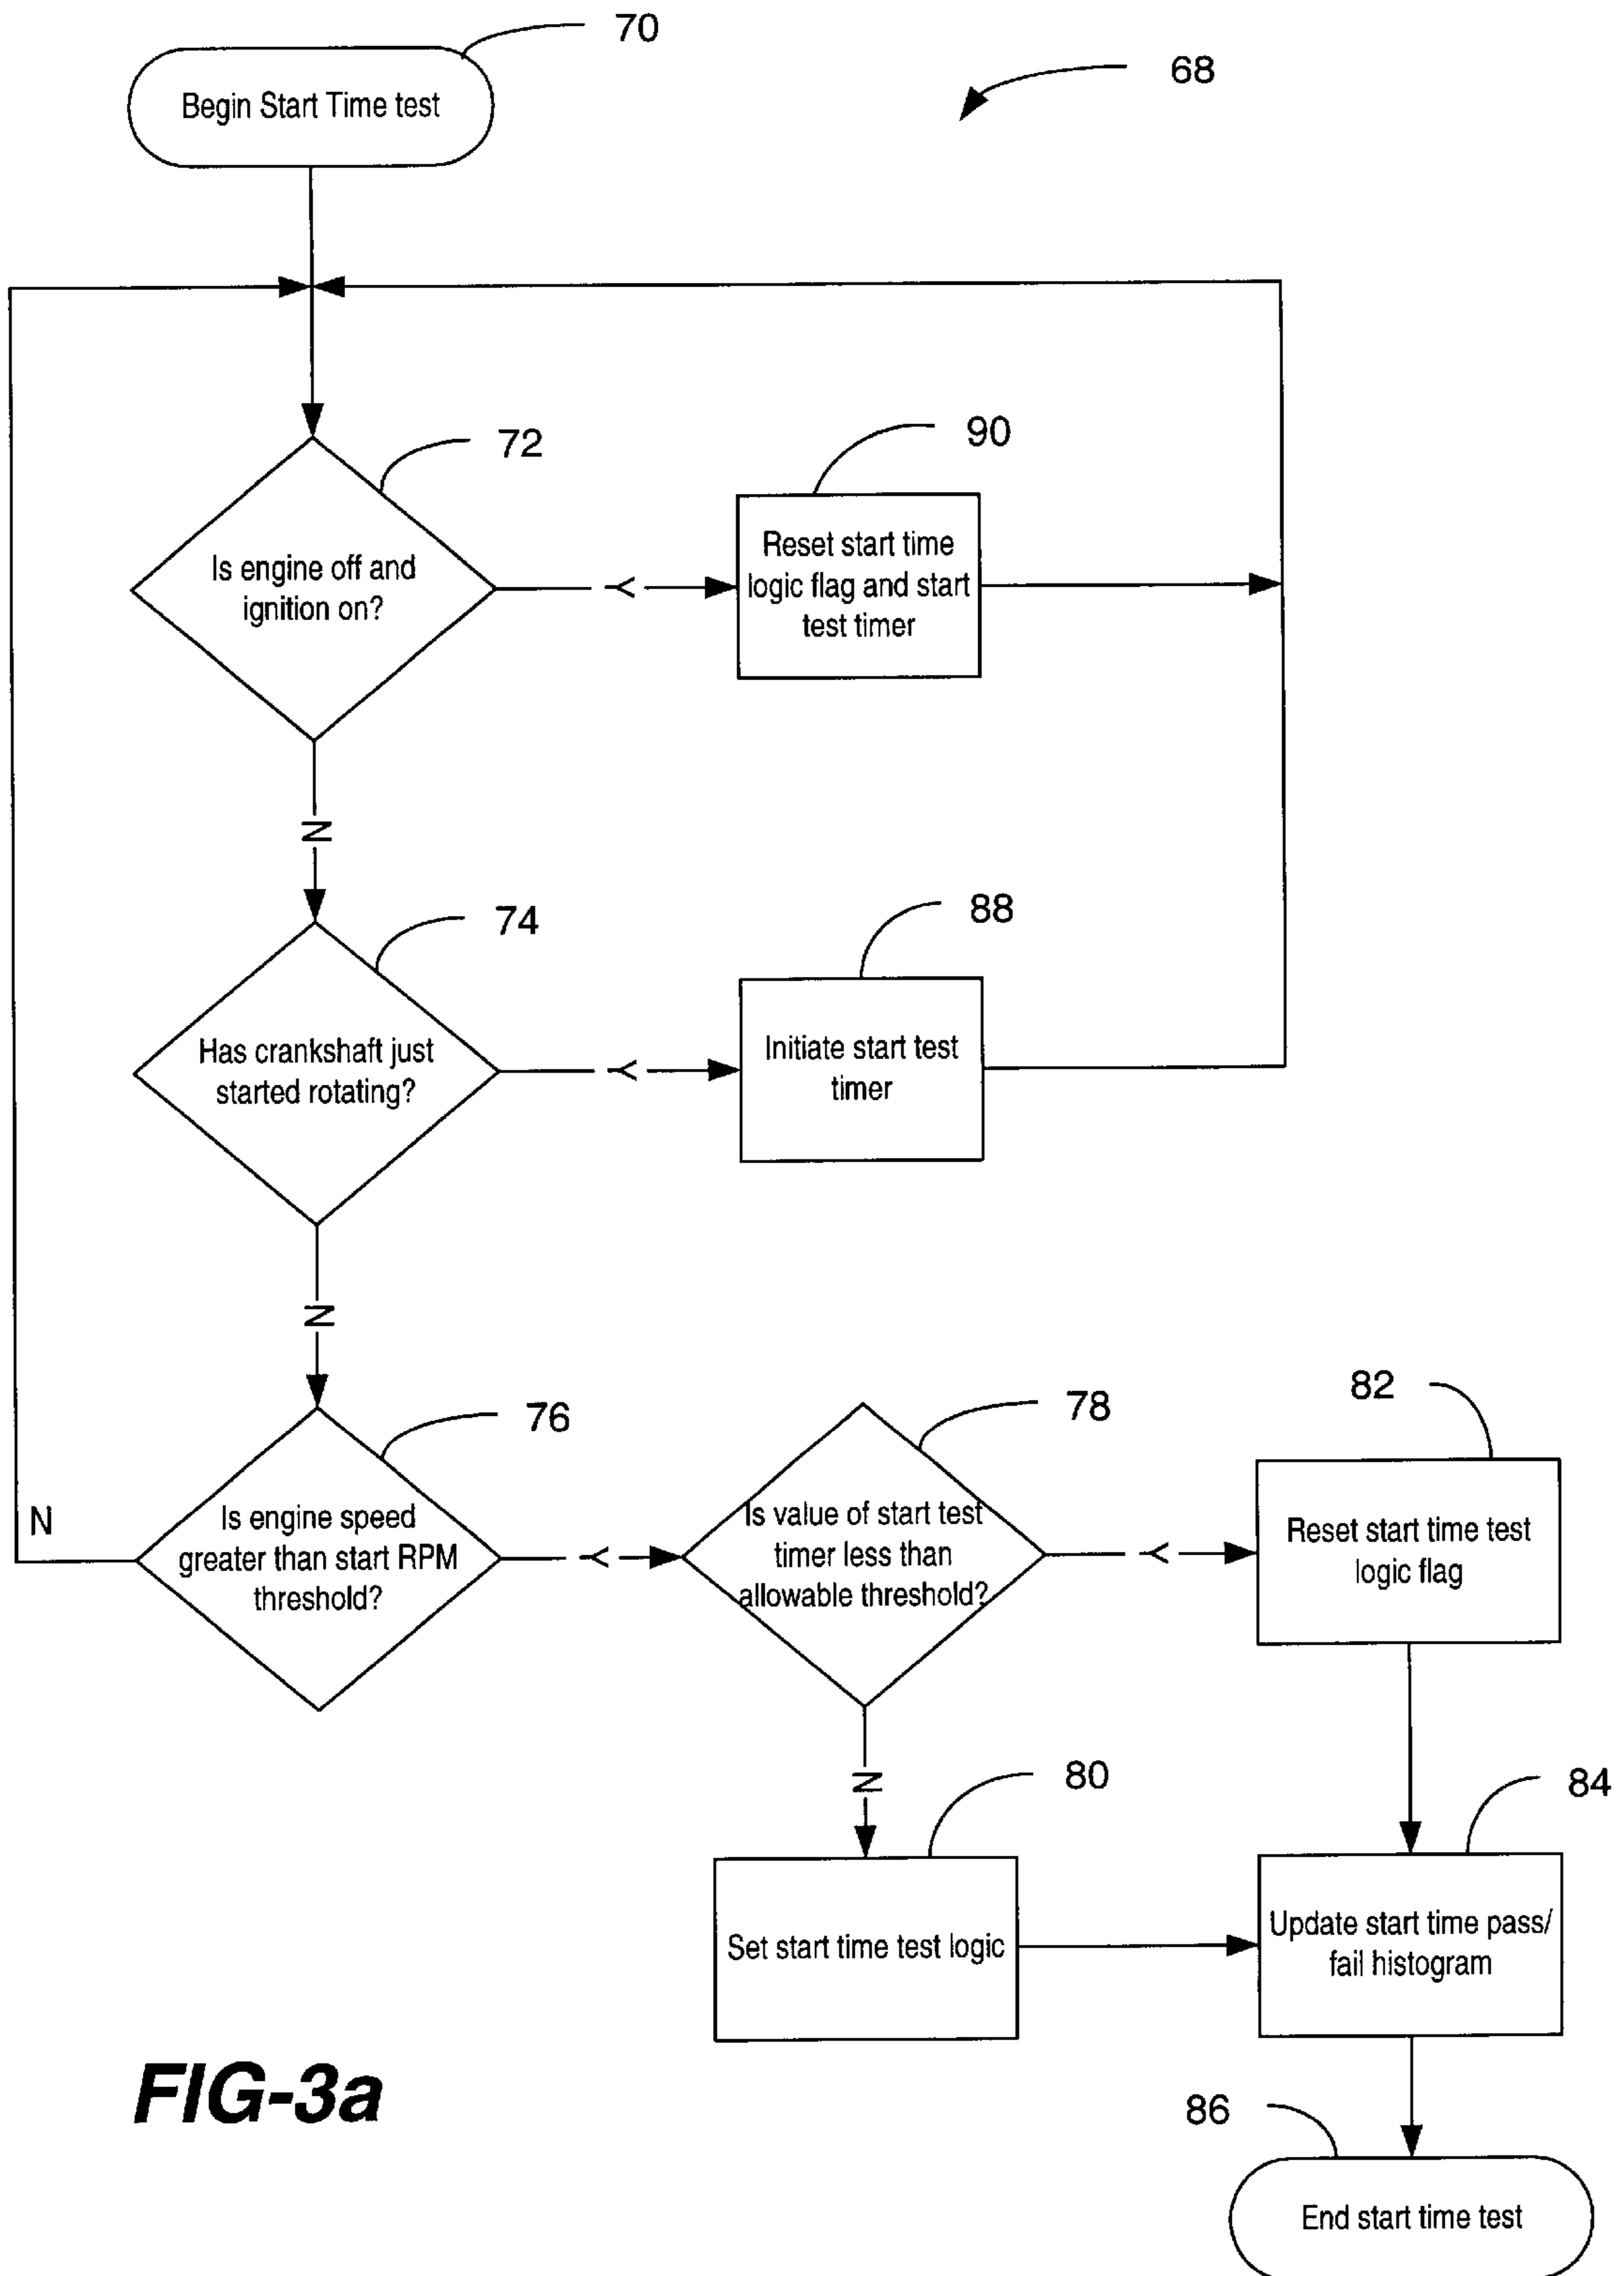 70
68
Begin Start Time test
72
90
Is engine off and
ignition on?
Y
Reset start time
logic flag and start
test timer
N
74
88
Has crankshaft just
started rotating?
Y
Initiate start test
timer
N
76
78
82
N
Is engine speed
greater than start RPM
threshold?
Y
Is value of start test
timer less than
allowable threshold?
Y
Reset start time test
logic flag
N
80
84
Set start time test logic
Update start time pass/
fail histogram
FIG-3a
86
End start time test